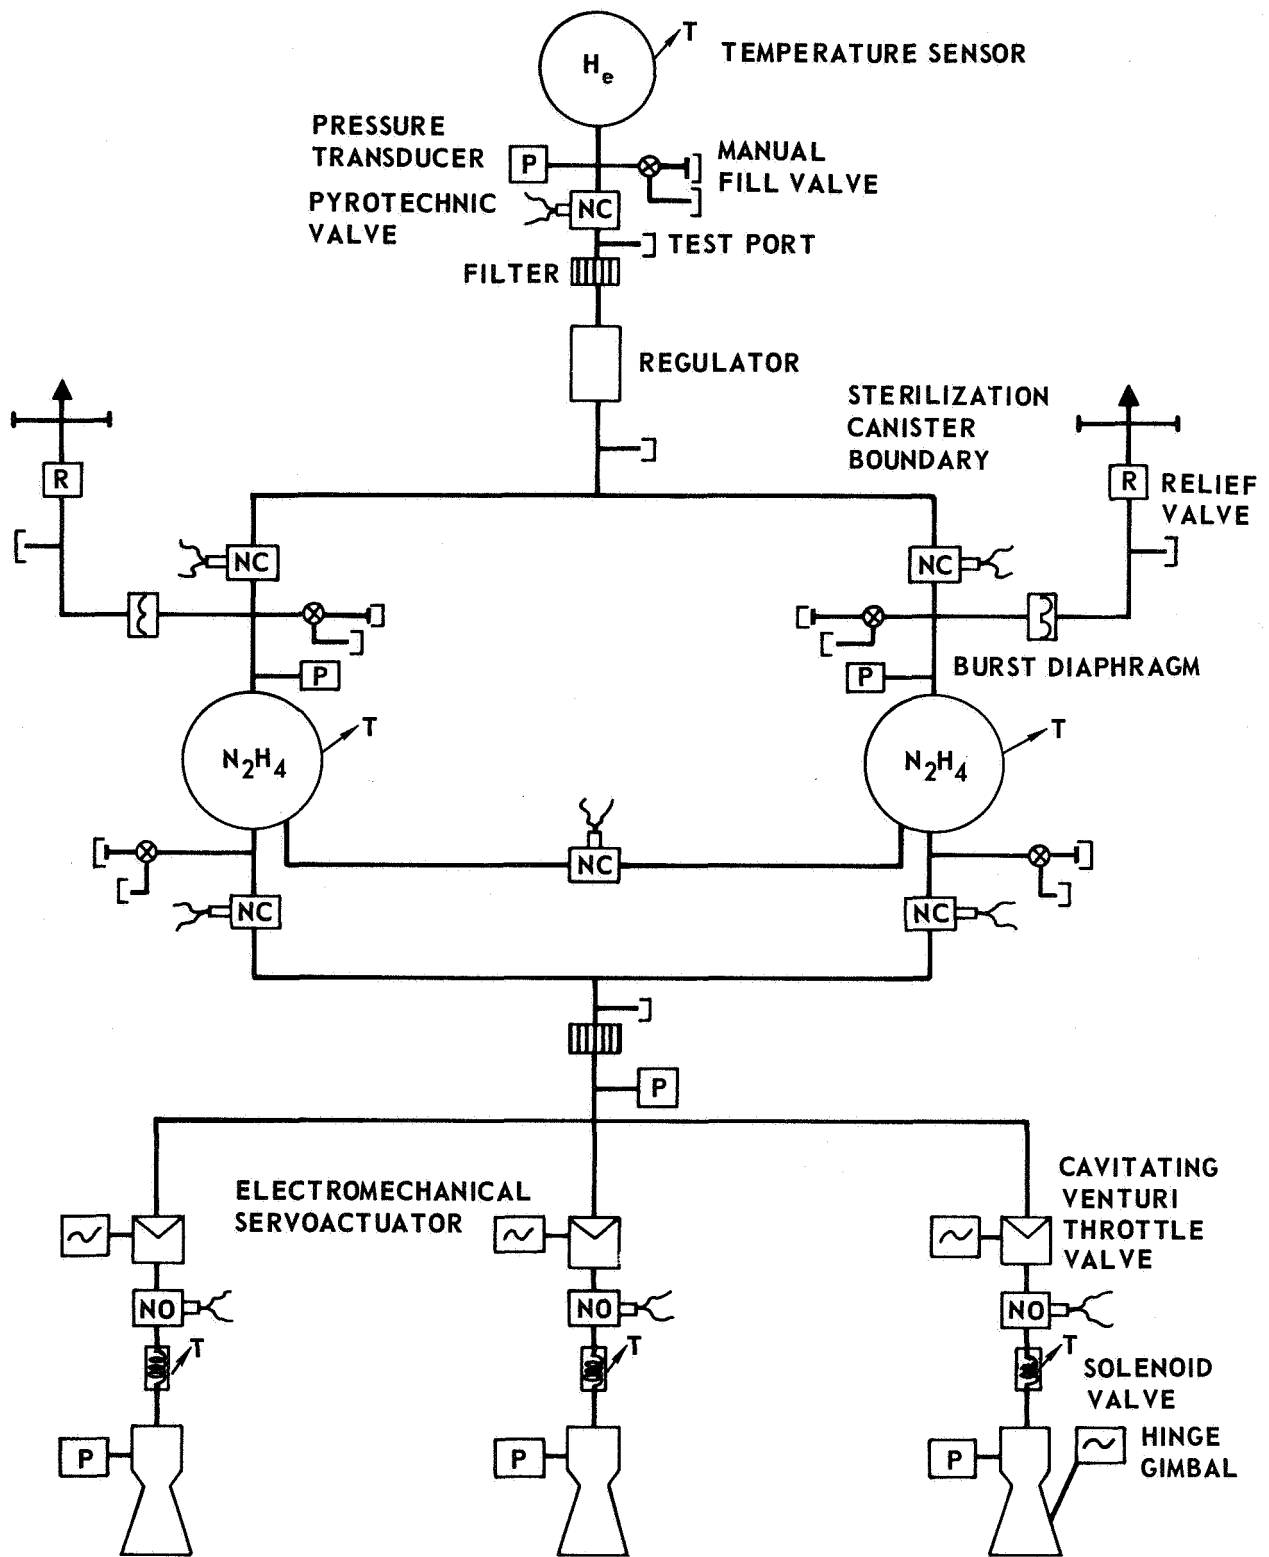 T
TEMPERATURE SENSOR
He
PRESSURE
TRANSDUCER
P
MANUAL
FILL VALVE
PYROTECHNIC
VALVE
NC
TEST PORT
FILTER
REGULATOR
STERILIZATION
CANISTER
BOUNDARY
R
R
RELIEF
VALVE
NC
NC
BURST DIAPHRAGM
P
P
T
T
N2H4
N2H4
NC
NC
NC
P
CAVITATING
VENTURI
THROTTLE
VALVE
ELECTROMECHANICAL
SERVOACTUATOR
NO
NO
NO
T
T
T
SOLENOID
VALVE
HINGE
GIMBAL
P
P
P